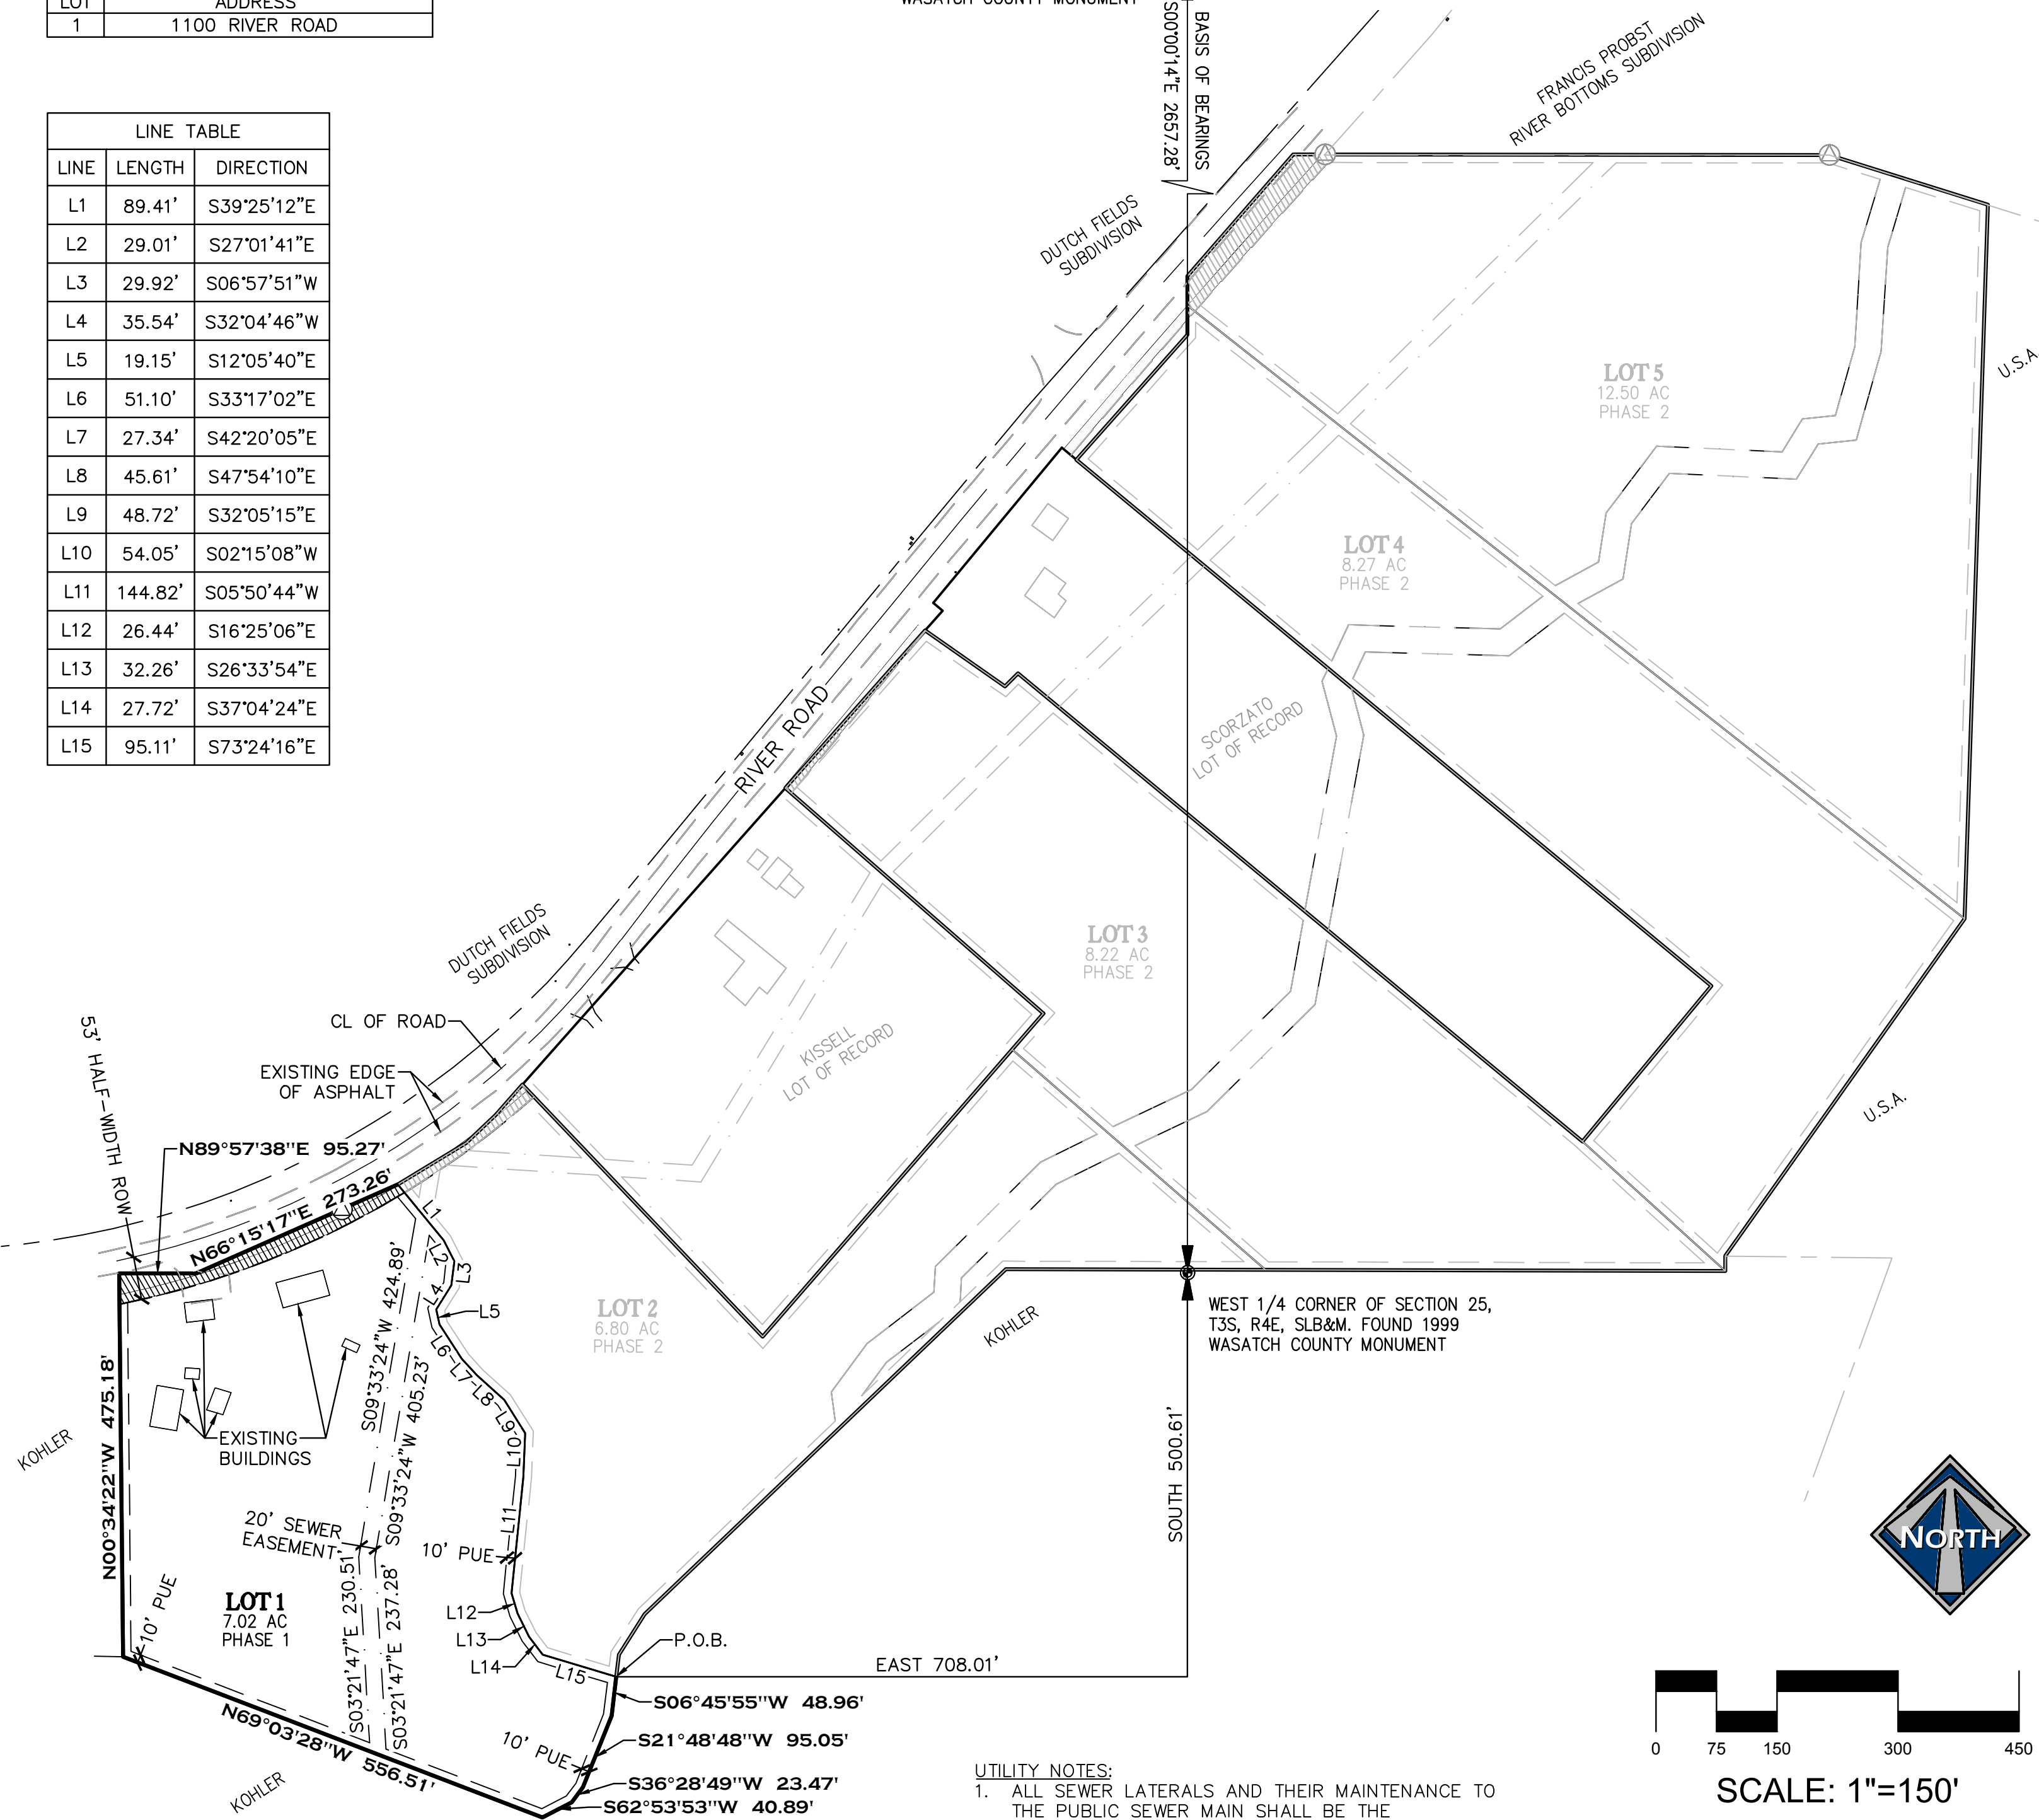 LOT ADDRESS
1 1100 RIVER ROAD
WASATCH COUNTY MONUMENT
S00°00'14"E 2657.28'
BASIS OF BEARINGS
FRANCIS PROBST
RIVER BOTTOMS SUBDIVISION
LINE TABLE
LINE LENGTH DIRECTION
L1 89.41' S39°25'12"E
L2 29.01' S27°01'41"E
L3 29.92' S06°57'51"W
L4 35.54' S32°04'46"W
L5 19.15' S12°05'40"E
L6 51.10' S33°17'02"E
L7 27.34' S42°20'05"E
L8 45.61' S47°54'10"E
L9 48.72' S32°05'15"E
L10 54.05' S02°15'08"W
L11 144.82' S05°50'44"W
L12 26.44' S16°25'06"E
L13 32.26' S26°33'54"E
L14 27.72' S37°04'24"E
L15 95.11' S73°24'16"E
DUTCH FIELDS
SUBDIVISION
U.S.A
LOT 5
12.50 AC
PHASE 2
LOT 4
8.27 AC
PHASE 2
SCORZATO
LOT OF RECORD
RIVER ROAD
LOT 3
8.22 AC
PHASE 2
DUTCH FIELDS
SUBDIVISION
KISSELL
LOT OF RECORD
U.S.A.
CL OF ROAD
EXISTING EDGE
OF ASPHALT
53' HALF-WIDTH ROW
N89°57'38"E 95.27'
N66°15'17"E 273.26'
L1
L2
L3
L4
L5
L6
L7
L8
L9
L10
L11
L12
L13
L14
L15
LOT 2
6.80 AC
PHASE 2
KOHLER
WEST 1/4 CORNER OF SECTION 25,
T3S, R4E, SLB&M. FOUND 1999
WASATCH COUNTY MONUMENT
S09°33'24"W 424.89'
S09°33'24"W 405.23'
N00°34'22"W 475.18'
KOHLER
EXISTING
BUILDINGS
20' SEWER
EASEMENT
10' PUE
SOUTH 500.61'
NORTH
LOT 1
7.02 AC
PHASE 1
10' PUE
S03°21'47"E 230.51'
S03°21'47"E 237.28'
P.O.B.
EAST 708.01'
S06°45'55"W 48.96'
S21°48'48"W 95.05'
10' PUE
S36°28'49"W 23.47'
S62°53'53"W 40.89'
N69°03'28"W 556.51'
KOHLER
UTILITY NOTES:
1. ALL SEWER LATERALS AND THEIR MAINTENANCE TO
THE PUBLIC SEWER MAIN SHALL BE THE
0 75 150 300 450
SCALE: 1"=150'